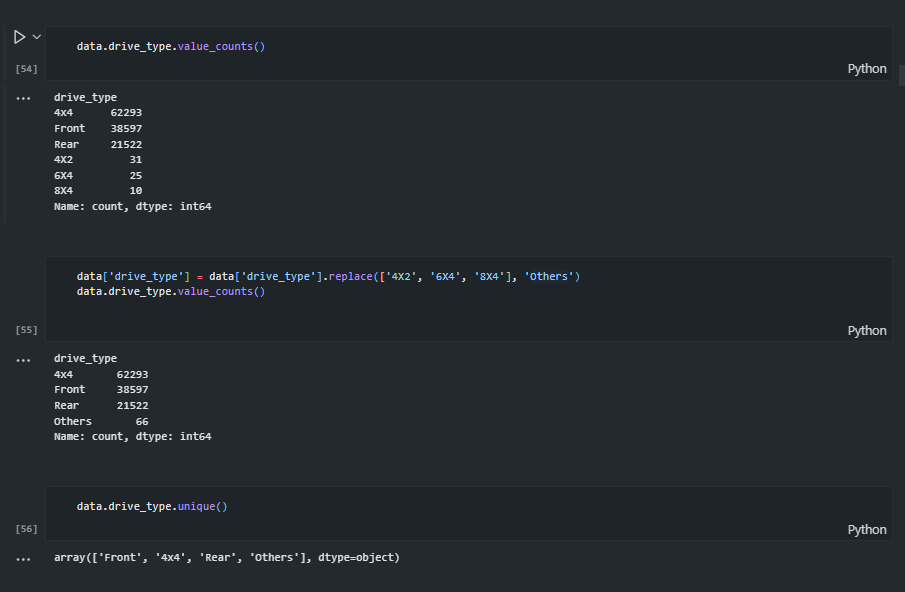 data.drive_type.value_counts()
[54]
Python
drive_type
4x4 62293
Front 38597
Rear 21522
4X2 31
6X4 25
8X4 10
Name: count, dtype: int64
data['drive_type'] = data['drive_type'].replace(['4X2', '6X4', '8X4'], 'Others')
data.drive_type.value_counts()
[55]
Python
drive_type
4x4 62293
Front 38597
Rear 21522
Others 66
Name: count, dtype: int64
data.drive_type.unique()
[56]
Python
array(['Front', '4x4', 'Rear', 'Others'], dtype=object)